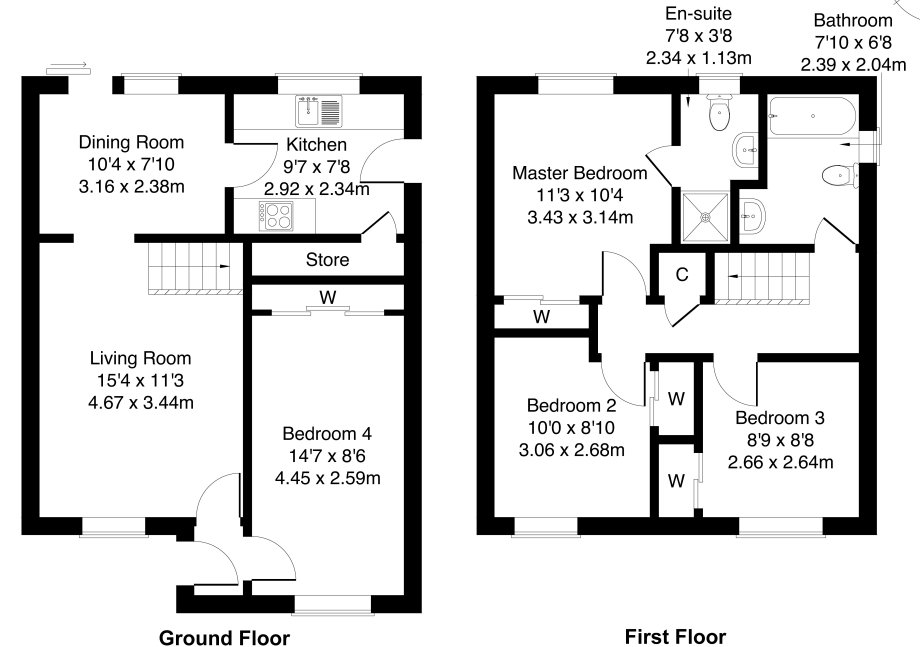 En-suite
7'8 x 3'8
2.34 x 1.13m
Bathroom
7'10 x 6'8
2.39 x 2.04m
Dining Room
10'4 x 7'10
3.16 x 2.38m
Kitchen
9'7 x 7'8
2.92 x 2.34m
Store
W
Living Room
15'4 x 11'3
4.67 x 3.44m
Bedroom 4
14'7 x 8'6
4.45 x 2.59m
Ground Floor
Master Bedroom
11'3 x 10'4
3.43 x 3.14m
C
W
Bedroom 2
10'0 x 8'10
3.06 x 2.68m
W
W
Bedroom 3
8'9 x 8'8
2.66 x 2.64m
First Floor